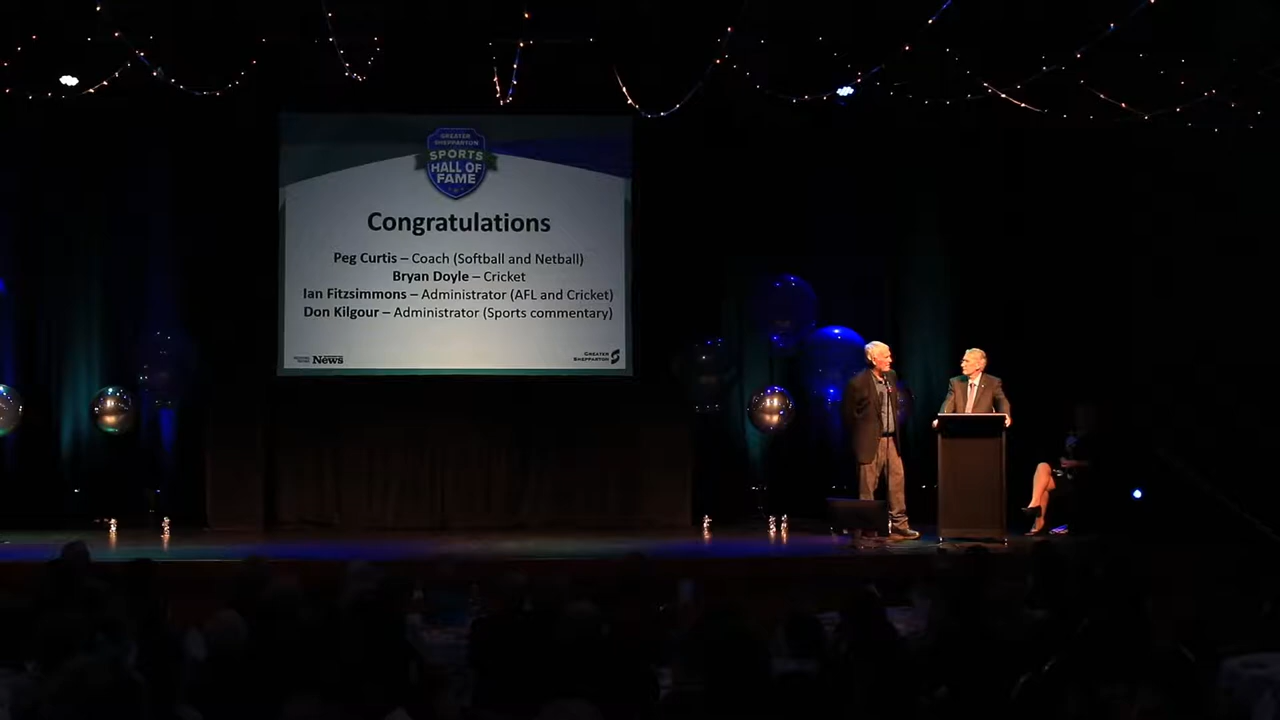 GREATER
SHEPPARTON
SPORTS
HALL OF
FAME
Congratulations
Peg Curtis – Coach (Softball and Netball)
Bryan Doyle – Cricket
Ian Fitzsimmons – Administrator (AFL and Cricket)
Don Kilgour – Administrator (Sports commentary)
News
GREATER
SHEPPARTON